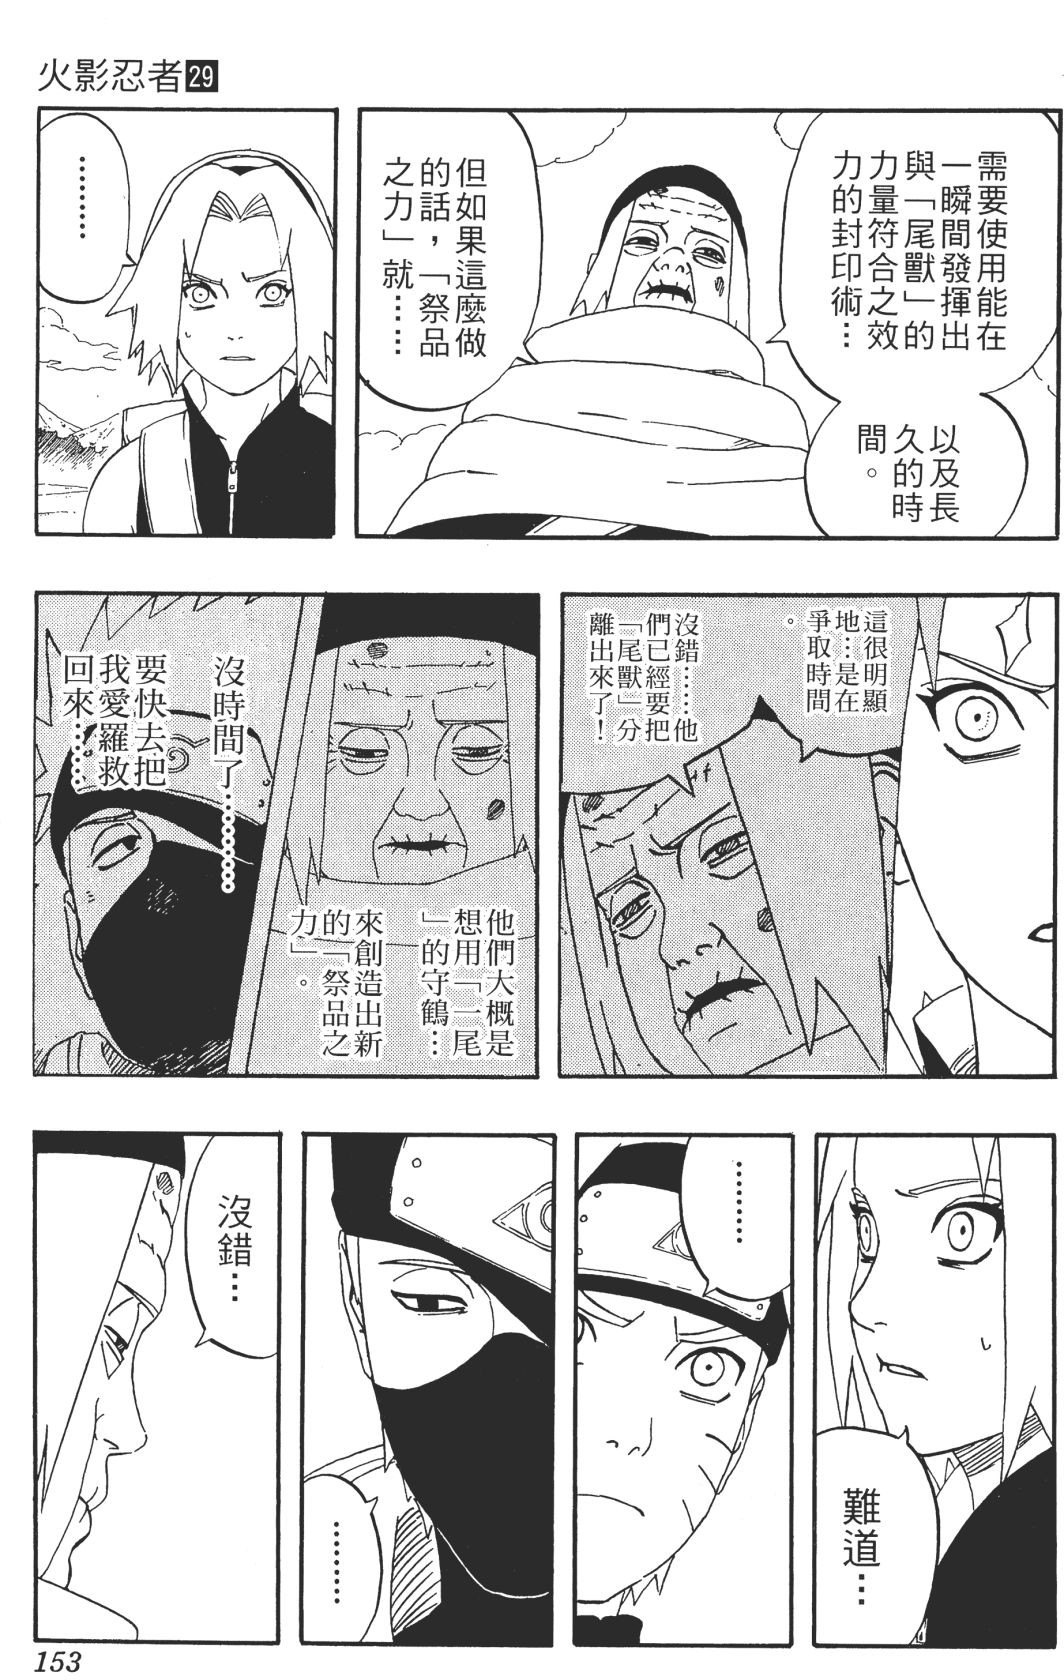 火影忍者29
需要使用能在
一瞬間發揮出
與「尾獸」的
力量符合之效
力的封印術…
以及長
久的時
間。
但如果這麼做
的話，「祭品
之力」就……
………
這很明顯
地…是在
爭取時間
。
沒錯……他
們已經要把
「尾獸」分
離出來了！
他們大概是
想用「一尾
」的守鶴…
來創造出新
的「祭品之
力」。
沒時間了………
要快去把
我愛羅救
回來……
難道…
………
………
沒錯…
153